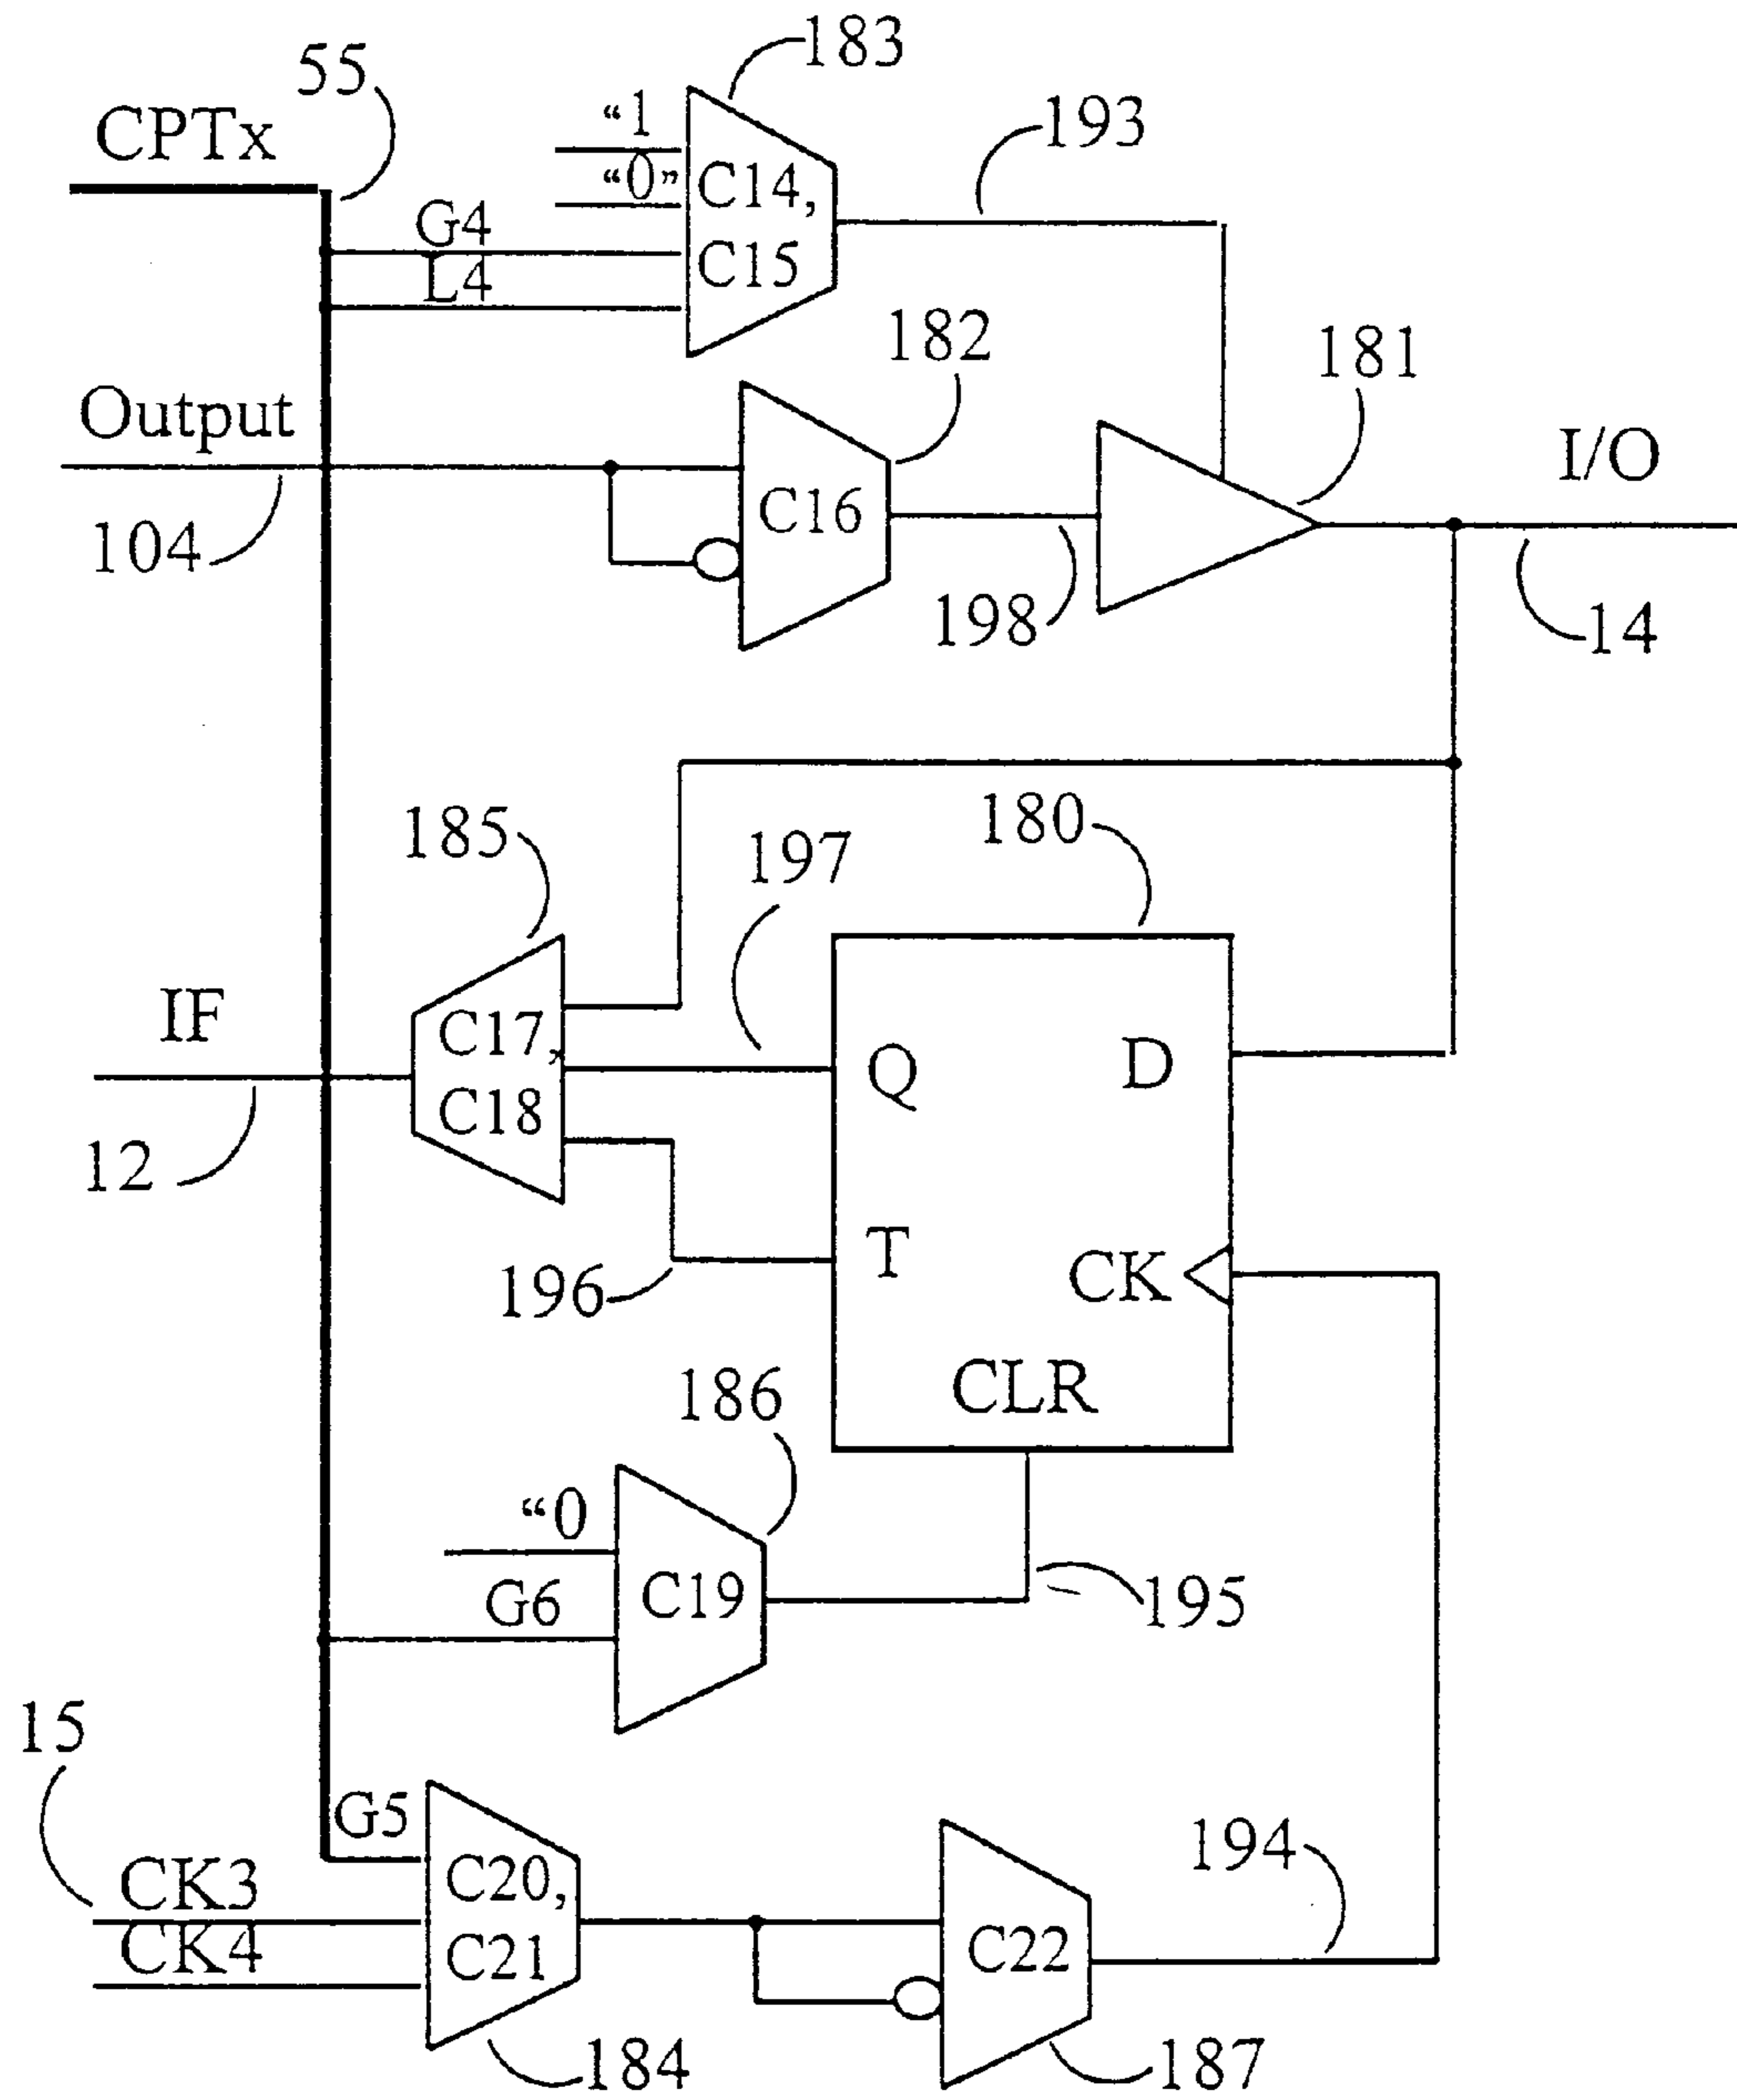 183
55
CPTx
“1
“0”
193
C14,
C15
G4
L4
182
181
Output
I/O
C16
104
198
14
185
197
180
IF
C17,
C18
Q
D
12
T
CK
196
CLR
186
“0
C19
G6
195
15
G5
CK3
C20,
194
CK4
C21
C22
184
187